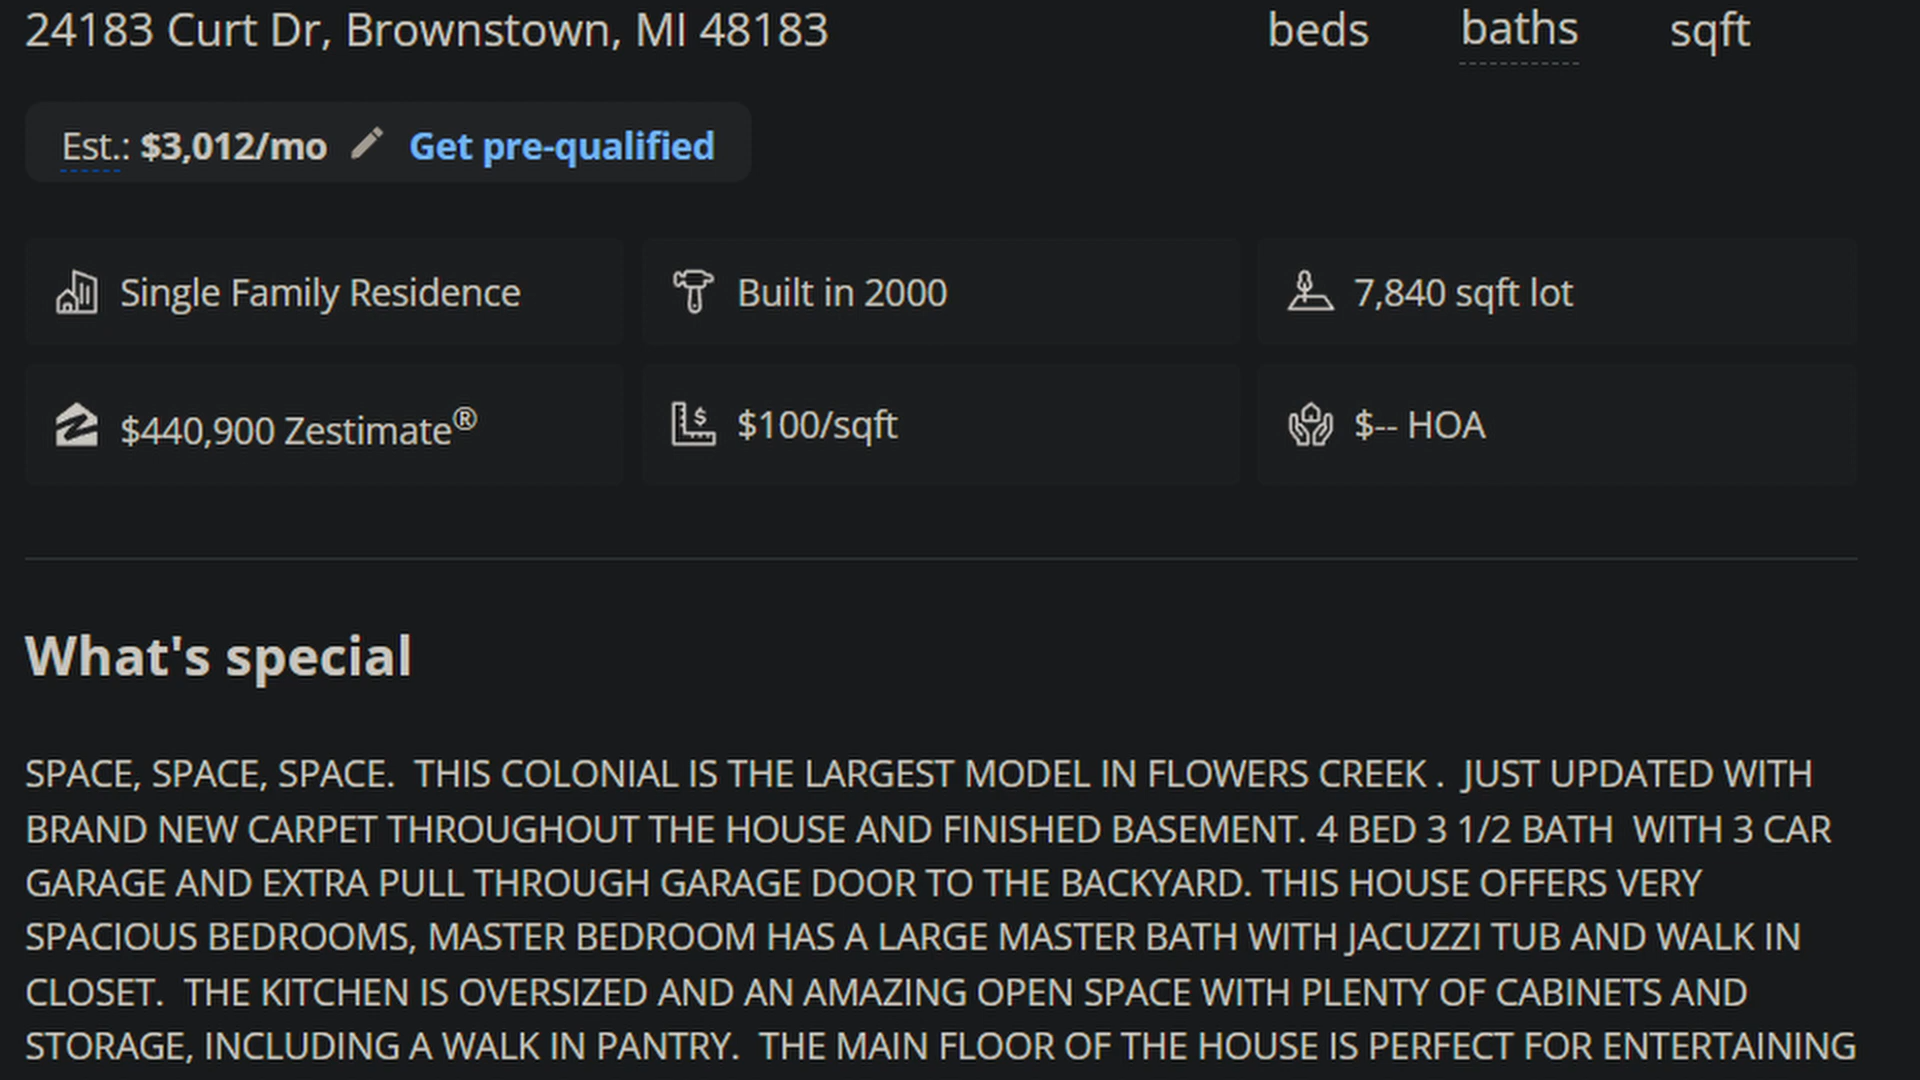 24183 Curt Dr, Brownstown, MI 48183 beds baths sqft
Est.: $3,012/mo Get pre-qualified
Single Family Residence Built in 2000 7,840 sqft lot
$440,900 Zestimate® $100/sqft $-- HOA
What's special
SPACE, SPACE, SPACE.  THIS COLONIAL IS THE LARGEST MODEL IN FLOWERS CREEK .  JUST UPDATED WITH
BRAND NEW CARPET THROUGHOUT THE HOUSE AND FINISHED BASEMENT. 4 BED 3 1/2 BATH  WITH 3 CAR
GARAGE AND EXTRA PULL THROUGH GARAGE DOOR TO THE BACKYARD. THIS HOUSE OFFERS VERY
SPACIOUS BEDROOMS, MASTER BEDROOM HAS A LARGE MASTER BATH WITH JACUZZI TUB AND WALK IN
CLOSET.  THE KITCHEN IS OVERSIZED AND AN AMAZING OPEN SPACE WITH PLENTY OF CABINETS AND
STORAGE, INCLUDING A WALK IN PANTRY.  THE MAIN FLOOR OF THE HOUSE IS PERFECT FOR ENTERTAINING